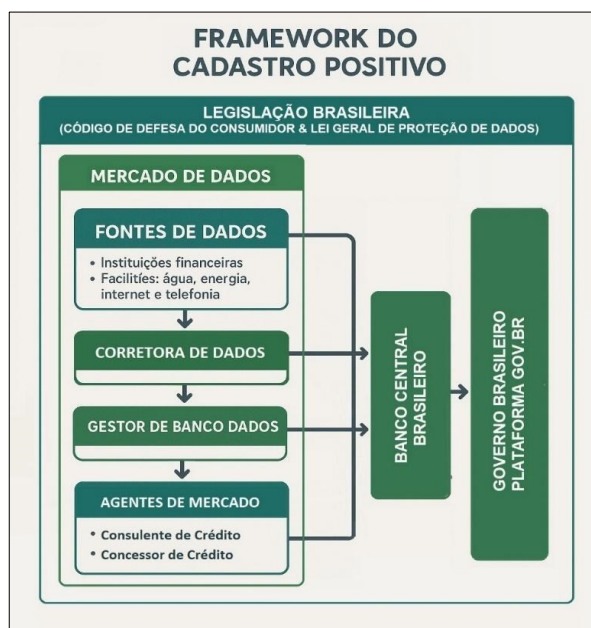 FRAMEWORK DO
CADASTRO POSITIVO
LEGISLAÇÃO BRASILEIRA
(CÓDIGO DE DEFESA DO CONSUMIDOR & LEI GERAL DE PROTEÇÃO DE DADOS)
MERCADO DE DADOS
FONTES DE DADOS
• Instituições financeiras
• Facilitíes: água, energia,
internet e telefonia
CORRETORA DE DADOS
GESTOR DE BANCO DADOS
AGENTES DE MERCADO
• Consulente de Crédito
• Concessor de Crédito
BANCO CENTRAL
BRASILEIRO
GOVERNO BRASILEIRO
PLATAFORMA GOV.BR